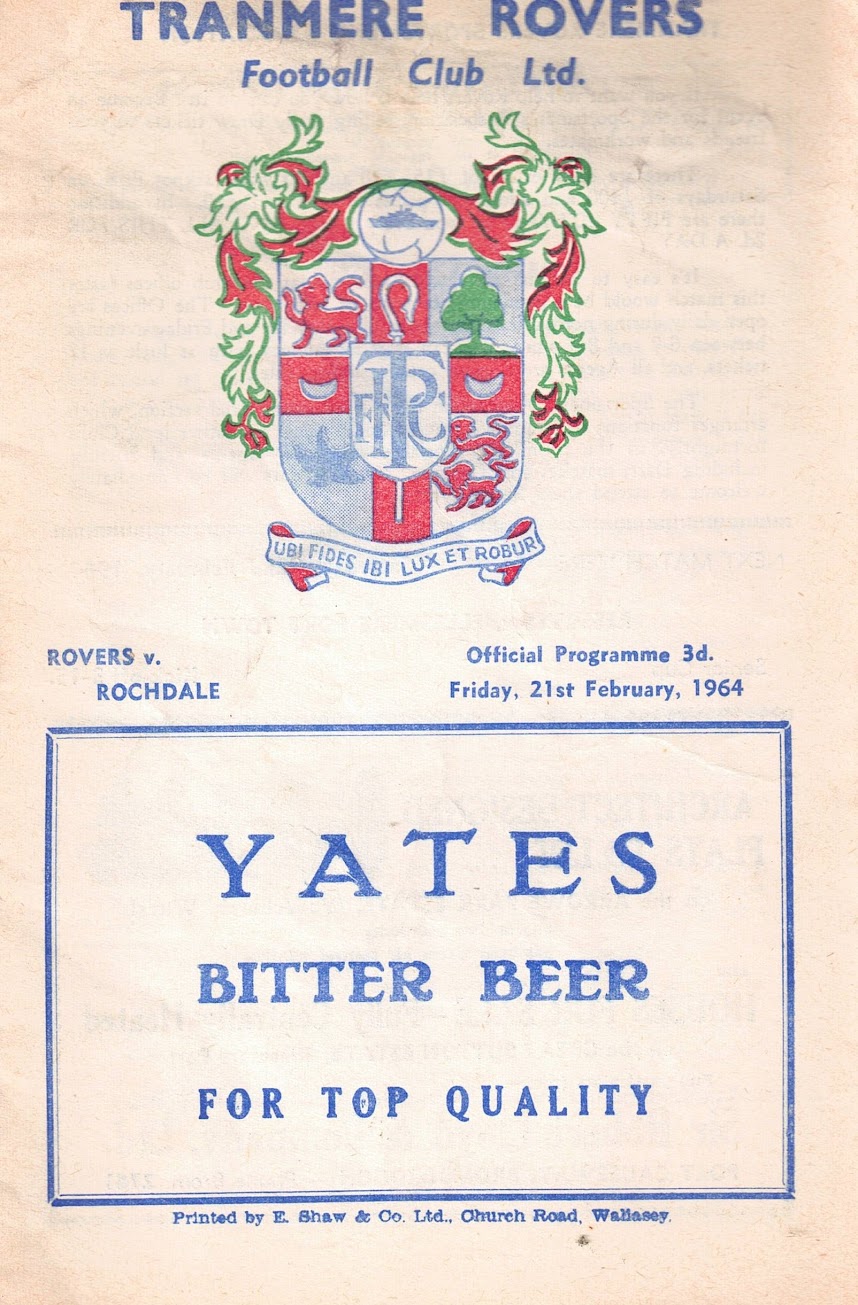 TRANMERE ROVERS
Football Club Ltd.
TRFC
UBI FIDES IBI LUX ET ROBUR
ROVERS v.
ROCHDALE
Official Programme 3d.
Friday, 21st February, 1964
YATES
BITTER BEER
FOR TOP QUALITY
Printed by E. Shaw & Co. Ltd., Church Road, Wallasey.